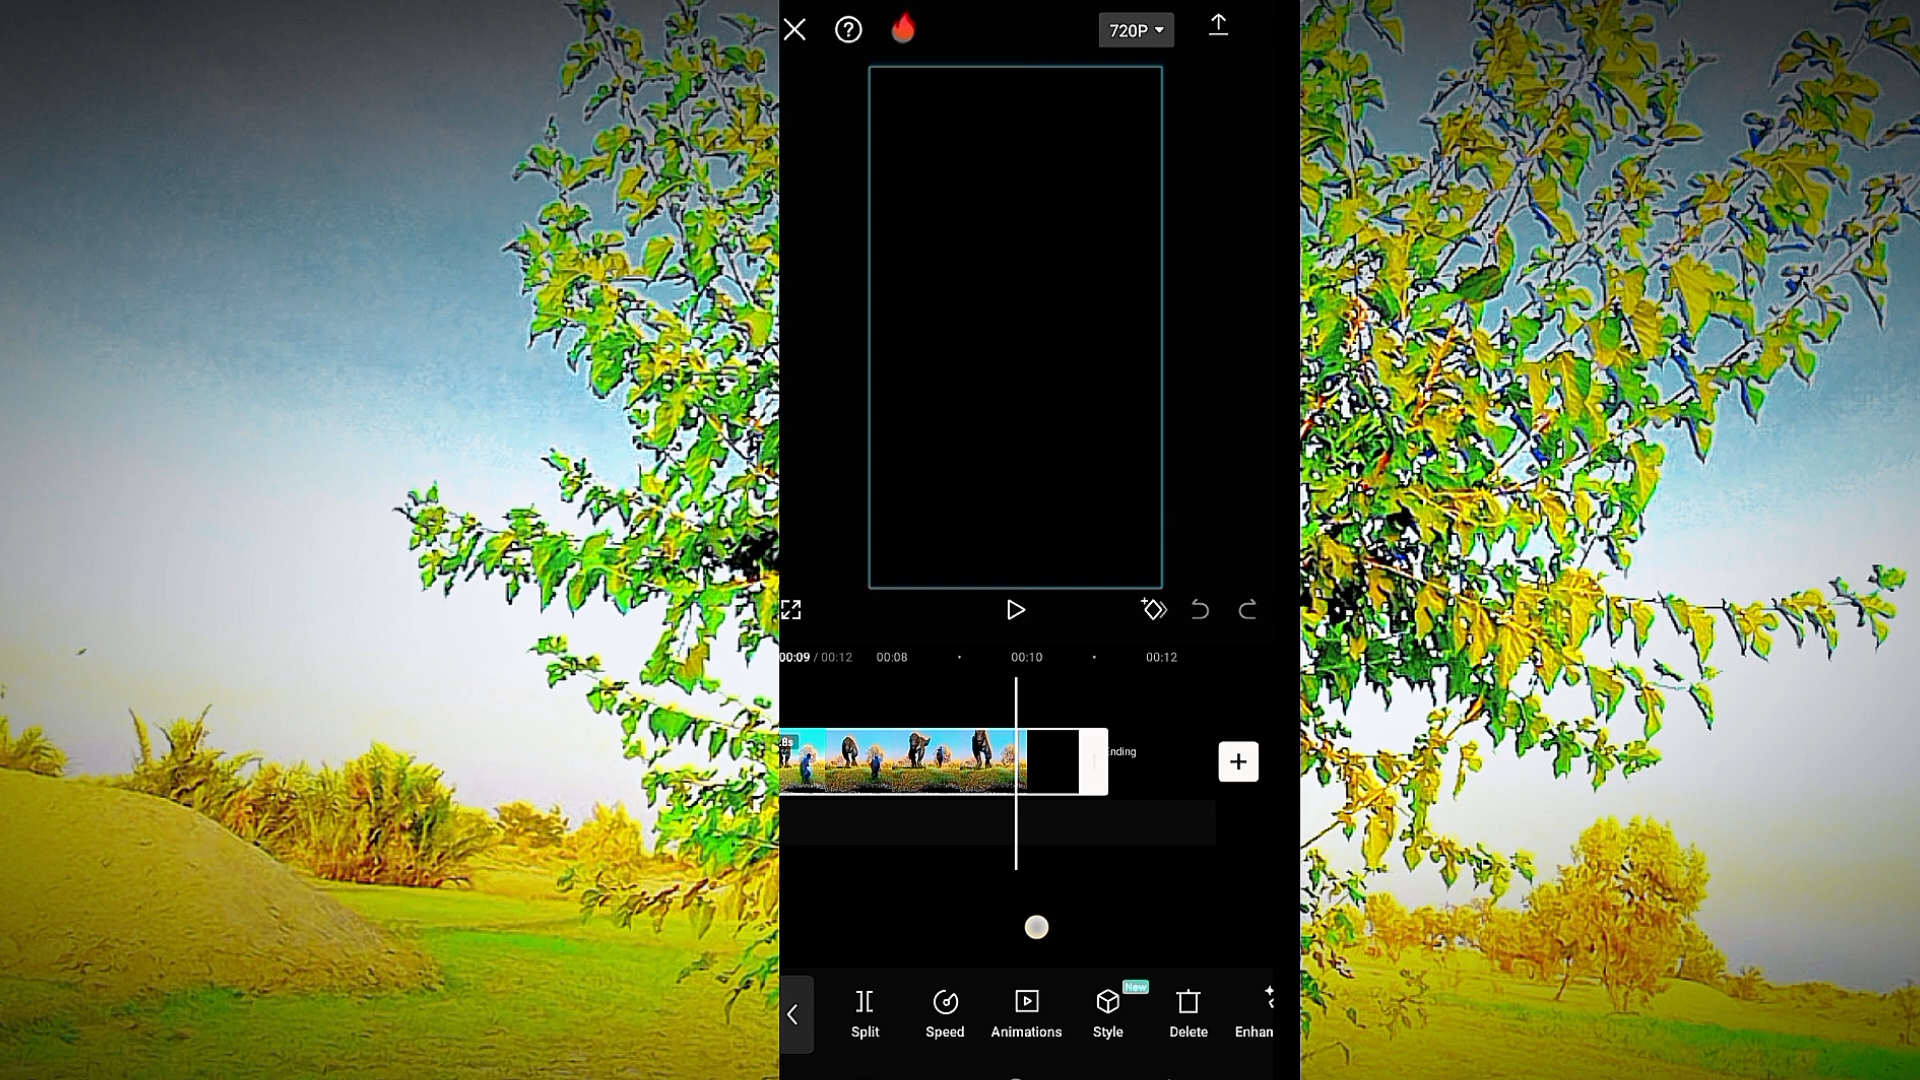 720P
00:09 / 00:12 00:08 00:10 00:12
8s
nding
New
Split Speed Animations Style Delete Enhan